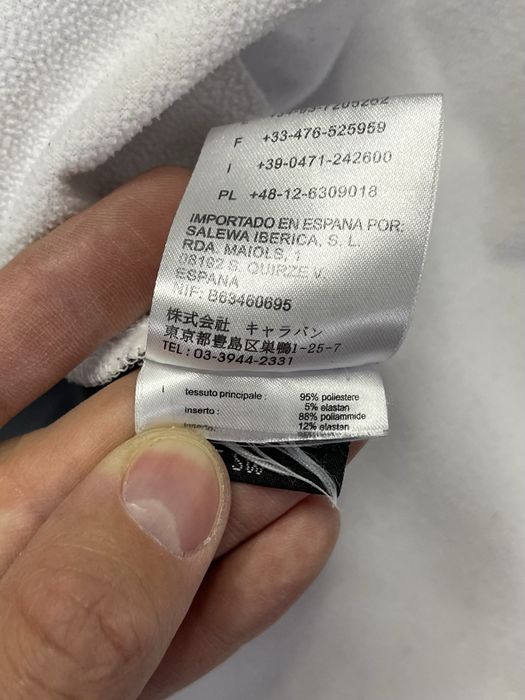 F +33-476-525959
I +39-0471-242600
PL +48-12-6309018
IMPORTADO EN ESPAÑA POR:
SALEWA IBERICA, S. L.
RDA. MAIOLS, 1
08192 S. QUIRZE V.
ESPANA
NIF: B63460695
株式会社 キャラバン
東京都豊島区巣鴨1-25-7
TEL: 03-3944-2331
I tessuto principale : 95% poliestere
5% elastan
inserto : 88% poliammide
12% elastan